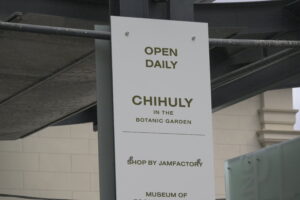 OPEN
DAILY
CHIHULY
IN THE
BOTANIC GARDEN
SHOP BY JAMFACTORY
MUSEUM OF